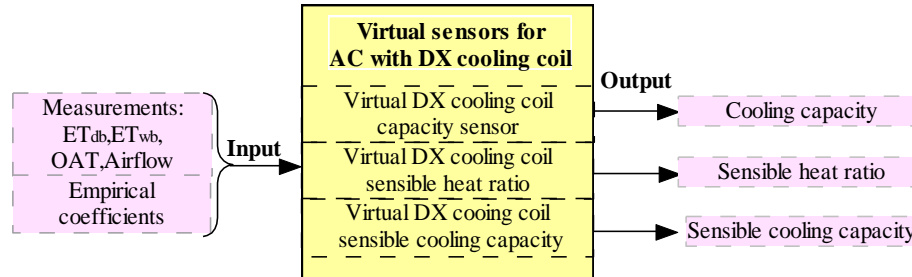 Virtual sensors for
AC with DX cooling coil
Measurements:
ETdb,ETwb,
OAT,Airflow
Empirical
coefficients
Input
Virtual DX cooling coil
capacity sensor
Virtual DX cooling coil
sensible heat ratio
Virtual DX cooing coil
sensible cooling capacity
Output
Cooling capacity
Sensible heat ratio
Sensible cooling capacity